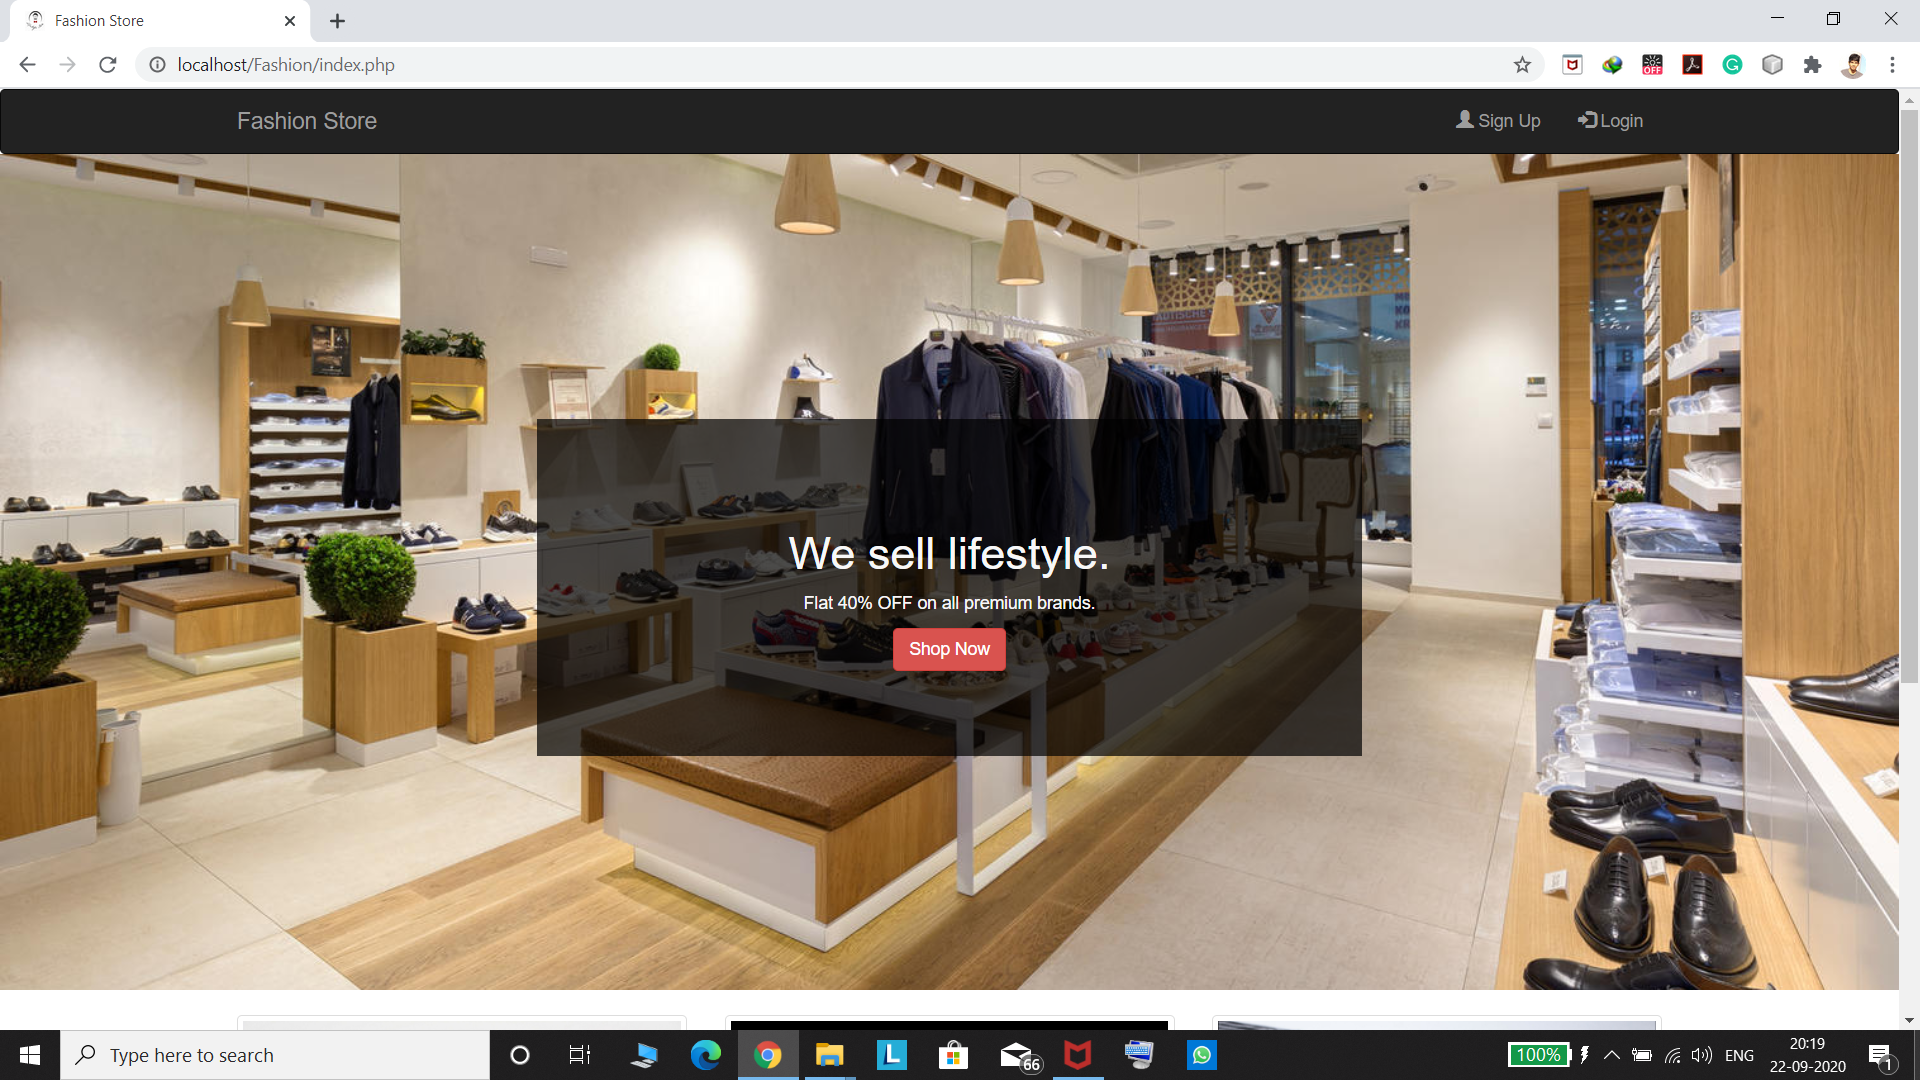 Fashion Store
localhost/Fashion/index.php
OFF
Fashion Store
Sign Up
Login
We sell lifestyle.
Flat 40% OFF on all premium brands.
Shop Now
Type here to search
L
66
100%
ENG
20:19
22-09-2020
1